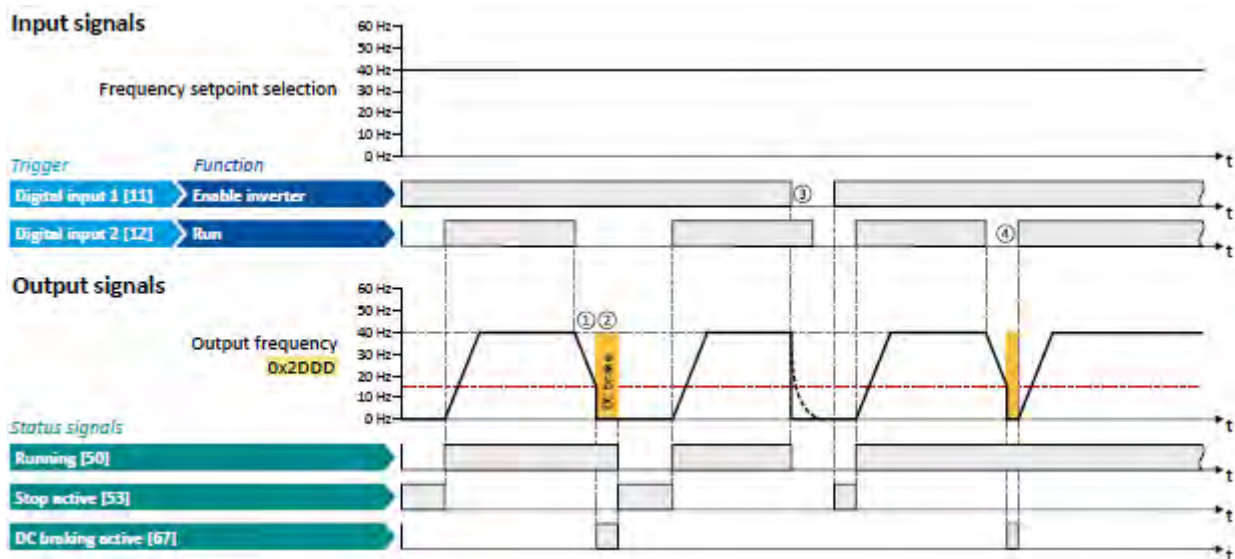 Input signals
60 Hz
50 Hz
40 Hz
30 Hz
20 Hz
10 Hz
0 Hz
Frequency setpoint selection
t
Trigger
Function
Digital input 1 [11]
Enable inverter
③
t
Digital input 2 [12]
Run
④
t
Output signals
60 Hz
50 Hz
40 Hz
30 Hz
20 Hz
10 Hz
0 Hz
① ②
Output frequency
0x2DDD
DC brake
t
Status signals
Running [50]
t
Stop active [53]
t
DC braking active [67]
t